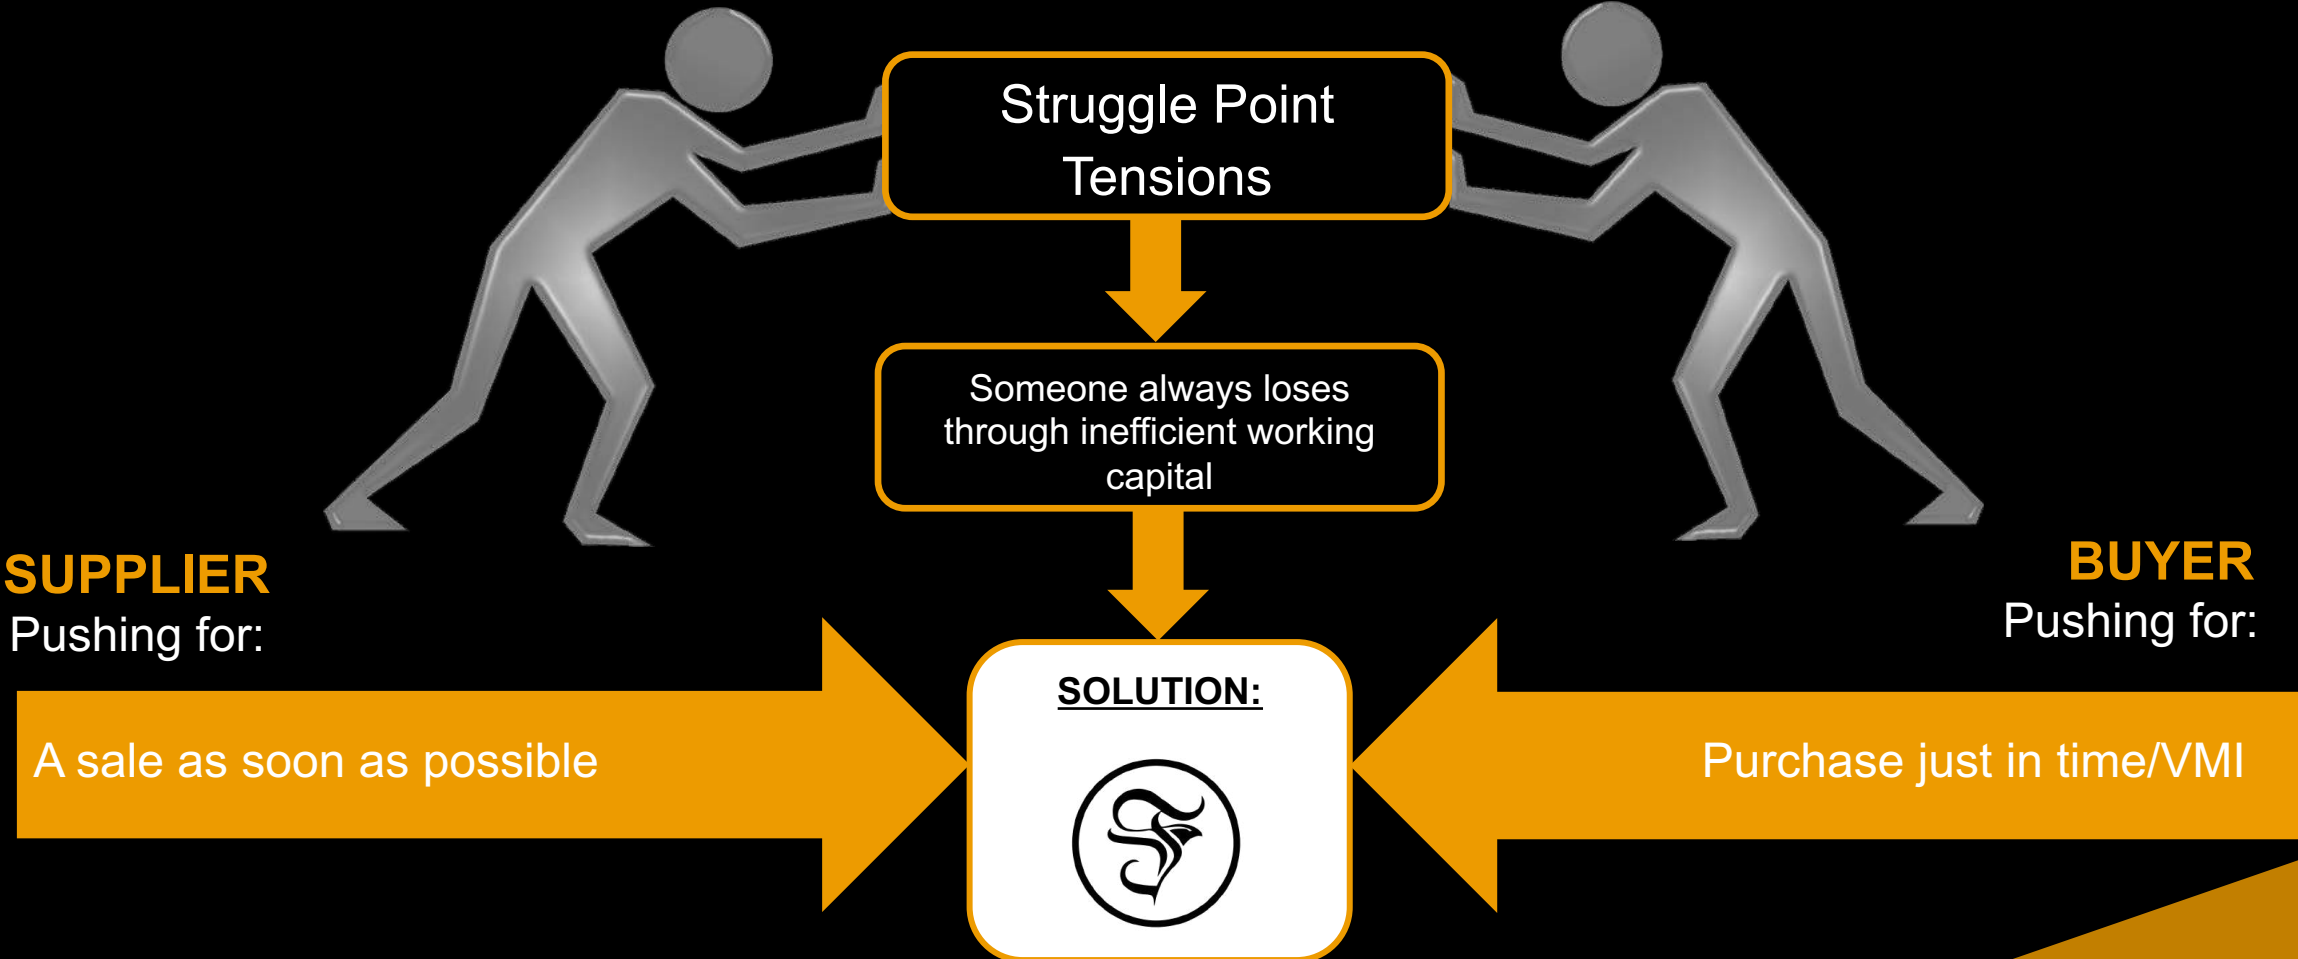 Struggle Point
Tensions
Someone always loses
through inefficient working
capital
SUPPLIER
Pushing for:
A sale as soon as possible
BUYER
Pushing for:
Purchase just in time/VMI
SOLUTION: